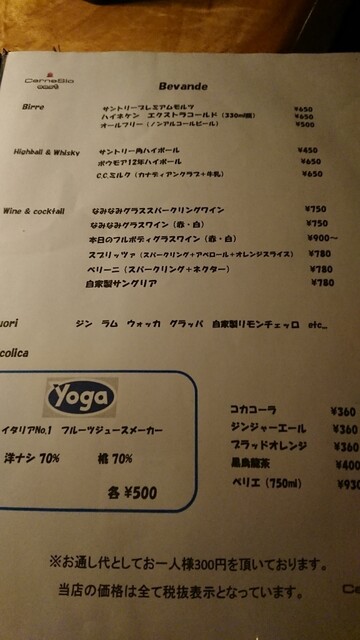 CarneBio
east
Bevande
Birre
サントリープレミアムモルツ ¥650
ハイネケン エクストラコールド(330ml瓶) ¥650
オールフリー(ノンアルコールビール) ¥500
Highball & Whisky サントリー角ハイボール ¥450
ボウモア12年ハイボール ¥650
C.C.ミルク(カナディアンクラブ+牛乳) ¥650
Wine & cocktail なみなみグラススパークリングワイン ¥750
なみなみグラスワイン(赤・白) ¥750
本日のフルボディグラスワイン(赤・白) ¥900~
スプリッツァ(スパークリング+アペロール+オレンジスライス) ¥780
ベリーニ(スパークリング+ネクター) ¥780
自家製サングリア ¥780
uori ジン ラム ウォッカ グラッパ 自家製リモンチェッロ etc..
colica
Yoga
イタリアNo.1 フルーツジュースメーカー
洋ナシ 70% 桃 70%
各 ¥500
コカコーラ ¥360
ジンジャーエール ¥360
ブラッドオレンジ ¥360
黒烏龍茶 ¥400
ペリエ(750ml) ¥930
※お通し代としてお一人様300円を頂いております。
当店の価格は全て税抜表示となっています。
Ca